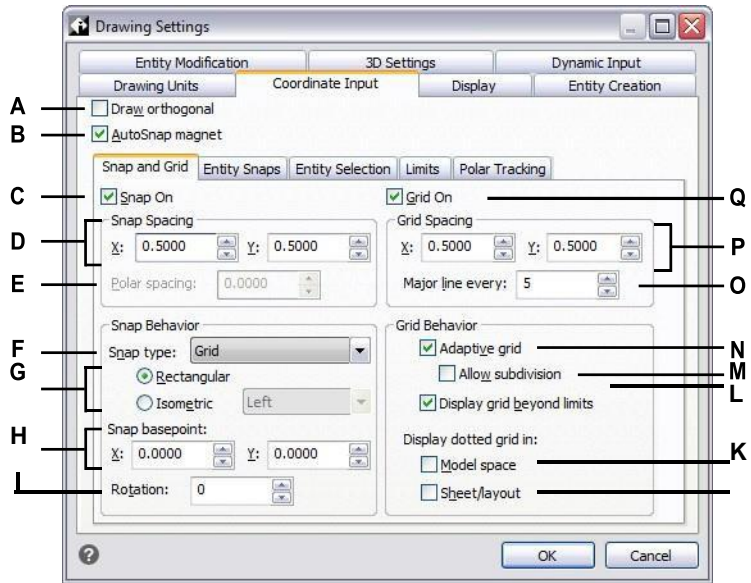 Drawing Settings
Entity Modification 3D Settings Dynamic Input
Drawing Units Coordinate Input Display Entity Creation
A Draw orthogonal
B AutoSnap magnet
Snap and Grid Entity Snaps Entity Selection Limits Polar Tracking
C Snap On Grid On Q
Snap Spacing Grid Spacing
D X: 0.5000 Y: 0.5000 X: 0.5000 Y: 0.5000 P
E Polar spacing: 0.0000 Major line every: 5 O
Snap Behavior Grid Behavior
F Snap type: Grid Adaptive grid N
G Rectangular Allow subdivision M
L
Isometric Left Display grid beyond limits
H Snap basepoint: Display dotted grid in:
X: 0.0000 Y: 0.0000 Model space K
I Rotation: 0 Sheet/layout
? OK Cancel